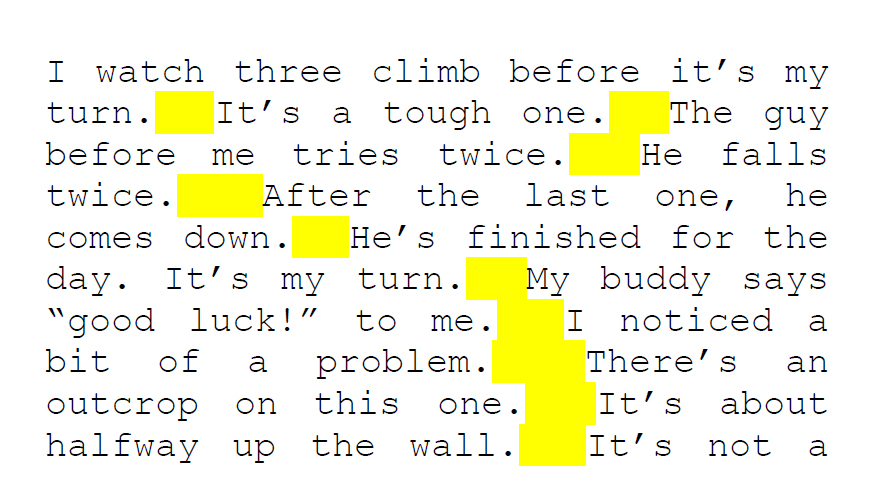 I watch three climb before it’s my
turn. It’s a tough one. The guy
before me tries twice. He falls
twice. After the last one, he
comes down. He’s finished for the
day. It’s my turn. My buddy says
“good luck!” to me. I noticed a
bit of a problem. There’s an
outcrop on this one. It’s about
halfway up the wall. It’s not a